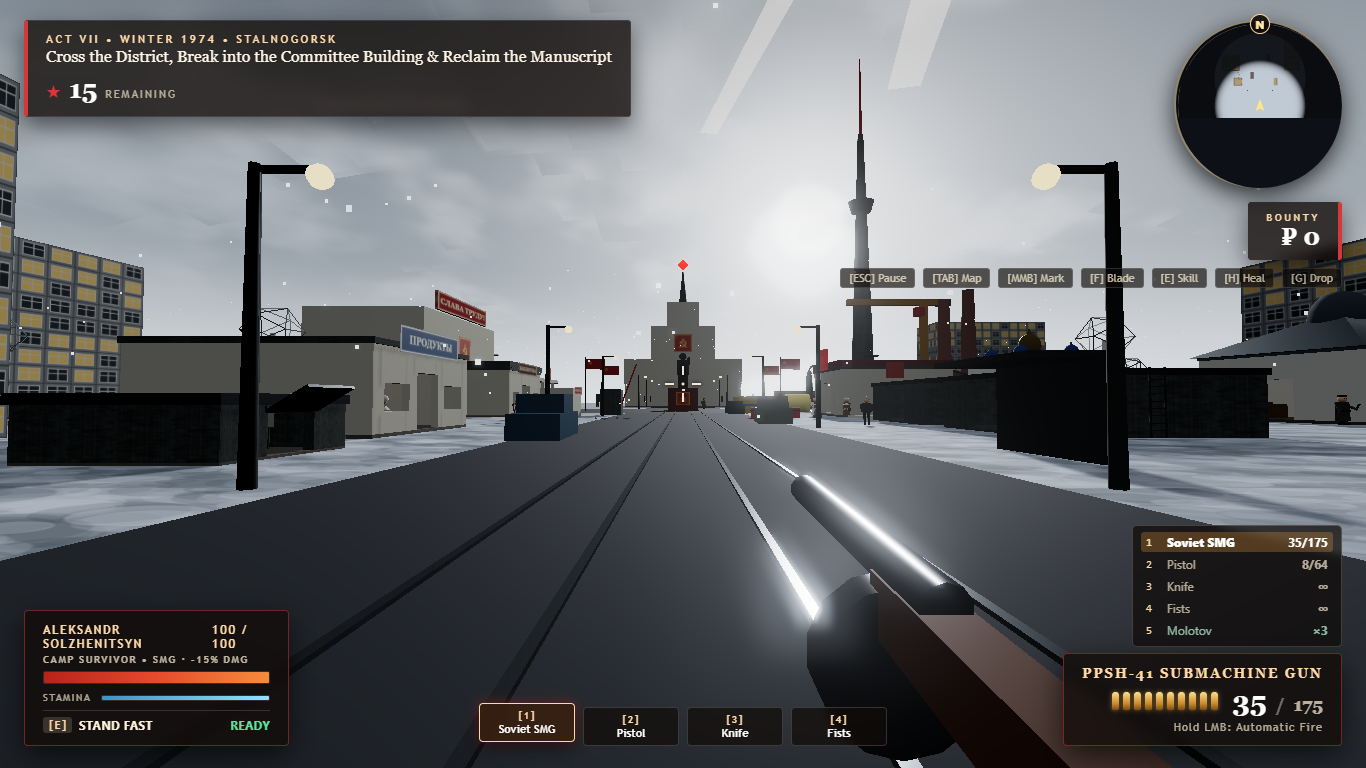 ACT VII • WINTER 1974 • STALNOGORSK
Cross the District, Break into the Committee Building & Reclaim the Manuscript
★ 15 REMAINING
N
BOUNTY
₽ 0
[ESC] Pause
[TAB] Map
[MMB] Mark
[F] Blade
[E] Skill
[H] Heal
[G] Drop
СЛАВА ТРУДУ
ПРОДУКТЫ
1 Soviet SMG 35/175
2 Pistol 8/64
3 Knife ∞
4 Fists ∞
5 Molotov ×3
ALEKSANDR SOLZHENITSYN
100 / 100
CAMP SURVIVOR • SMG · -15% DMG
STAMINA
[E] STAND FAST READY
[1]
Soviet SMG
[2]
Pistol
[3]
Knife
[4]
Fists
PPSH-41 SUBMACHINE GUN
35 / 175
Hold LMB: Automatic Fire